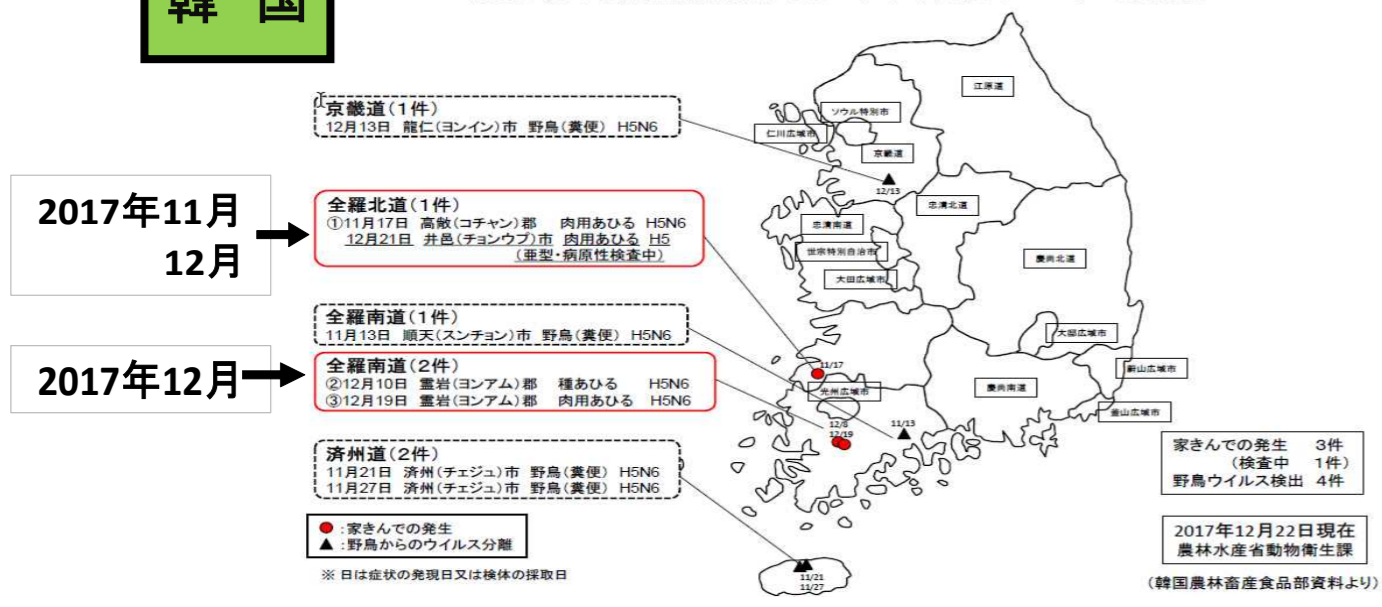 韓 国
京畿道(1件)
12月13日 龍仁(ヨンイン)市 野鳥(糞便) H5N6
2017年11月
12月
全羅北道(1件)
①11月17日 高敞(コチャン)郡 肉用あひる H5N6
12月21日 井邑(チョンウプ)市 肉用あひる H5
(亜型・病原性検査中)
全羅南道(1件)
11月13日 順天(スンチョン)市 野鳥(糞便) H5N6
2017年12月
全羅南道(2件)
②12月10日 霊岩(ヨンアム)郡 種あひる H5N6
③12月19日 霊岩(ヨンアム)郡 肉用あひる H5N6
済州道(2件)
11月21日 済州(チェジュ)市 野鳥(糞便) H5N6
11月27日 済州(チェジュ)市 野鳥(糞便) H5N6
●:家きんでの発生
▲:野鳥からのウイルス分離
※ 日は症状の発現日又は検体の採取日
江原道
ソウル特別市
仁川広域市
京畿道
12/13
忠清北道
忠清南道
世宗特別自治市
大田広域市
慶尚北道
大邸広域市
蔚山広域市
慶尚南道
釜山広域市
11/17
光州広域市
12/8
12/19
11/13
11/21
11/27
家きんでの発生 3件
(検査中 1件)
野鳥ウイルス検出 4件
2017年12月22日現在
農林水産省動物衛生課
(韓国農林畜産食品部資料より)